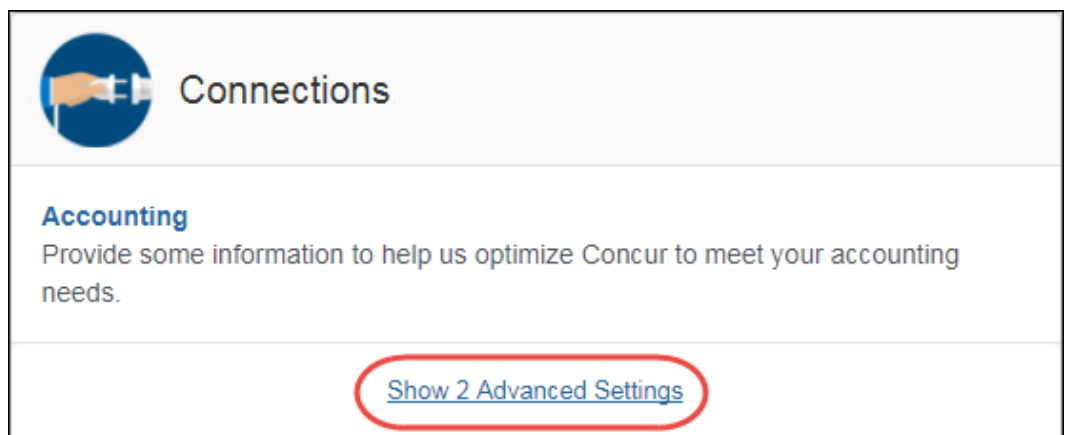 Connections
Accounting
Provide some information to help us optimize Concur to meet your accounting
needs.
Show 2 Advanced Settings